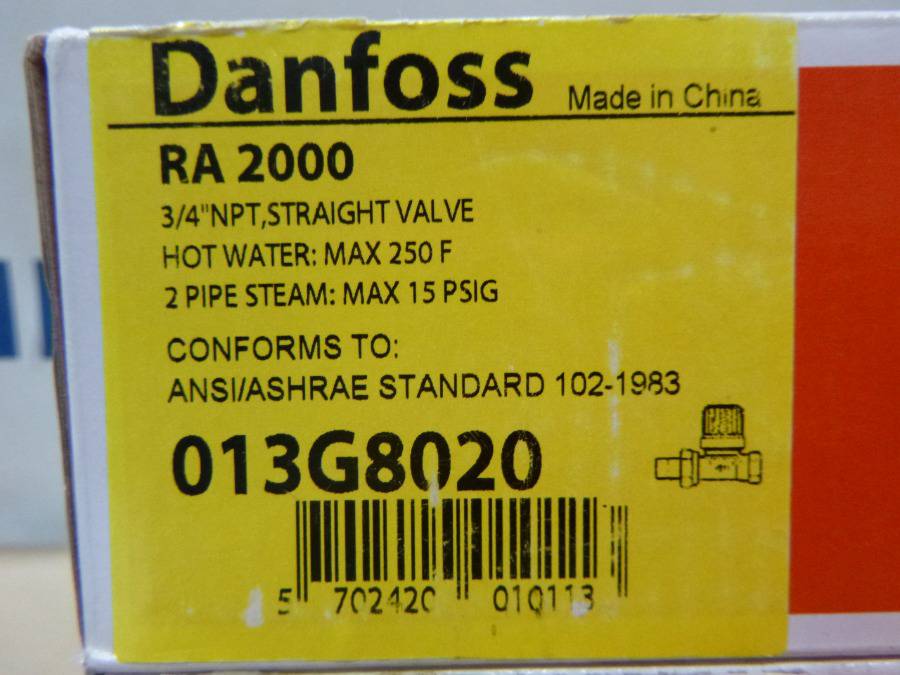 Danfoss
Made in China
RA 2000
3/4"NPT,STRAIGHT VALVE
HOT WATER: MAX 250 F
2 PIPE STEAM: MAX 15 PSIG
CONFORMS TO:
ANSI/ASHRAE STANDARD 102-1983
013G8020
5 702420 010113